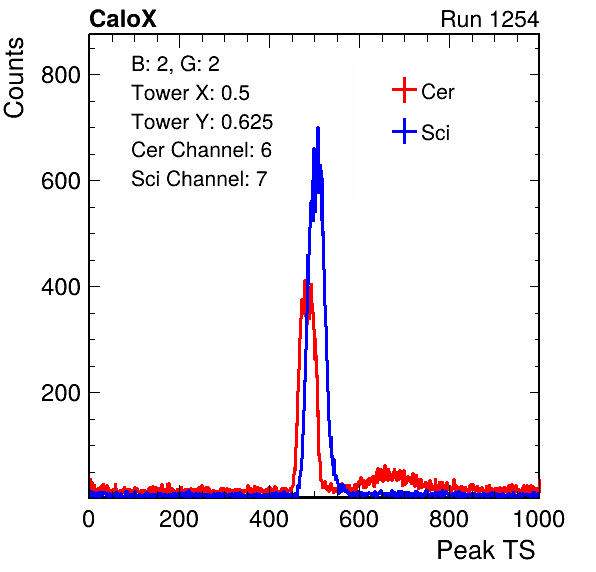 CaloX Run 1254
Counts
B: 2, G: 2
Tower X: 0.5
Tower Y: 0.625
Cer Channel: 6
Sci Channel: 7
Cer
Sci
800
600
400
200
0 200 400 600 800 1000
Peak TS